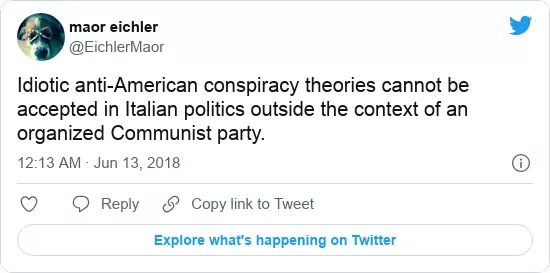 maor eichler
@EichlerMaor
Idiotic anti-American conspiracy theories cannot be
accepted in Italian politics outside the context of an
organized Communist party.
12:13 AM · Jun 13, 2018
Reply
Copy link to Tweet
Explore what's happening on Twitter